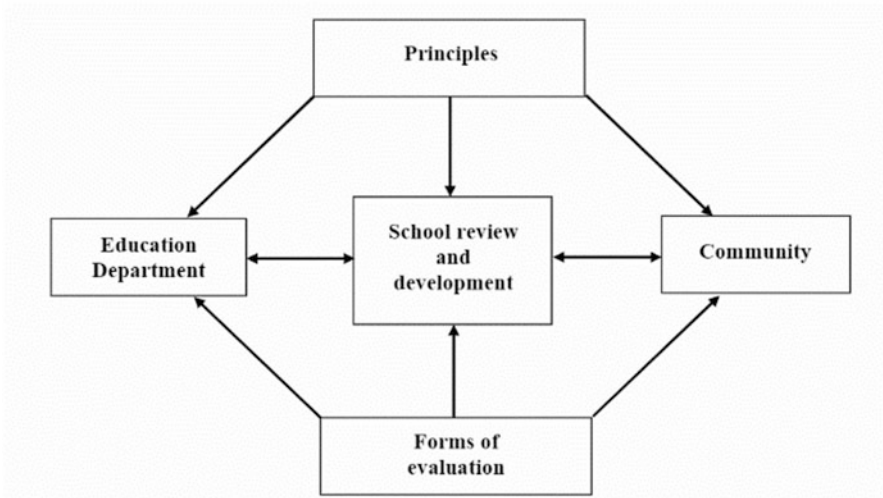 Principles
Education
Department
School review
and
development
Community
Forms of
evaluation